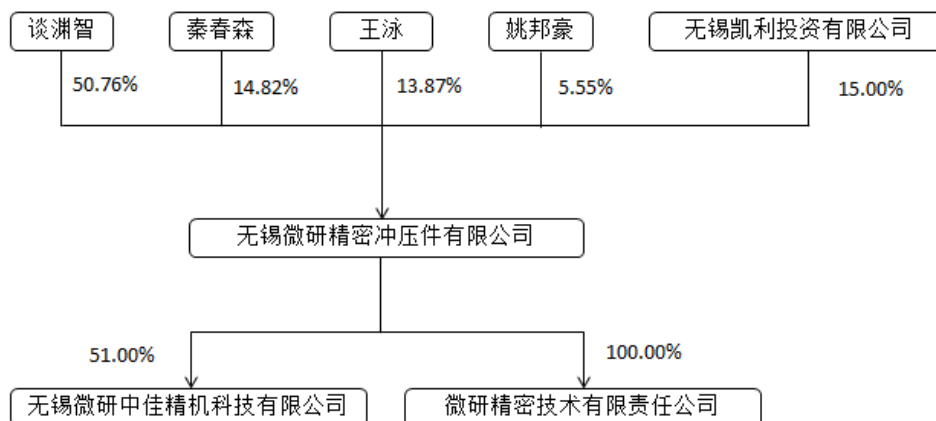 谈渊智 秦春森 王泳 姚邦豪 无锡凯利投资有限公司
50.76% 14.82% 13.87% 5.55% 15.00%
无锡微研精密冲压件有限公司
51.00% 100.00%
无锡微研中佳精机科技有限公司 微研精密技术有限责任公司